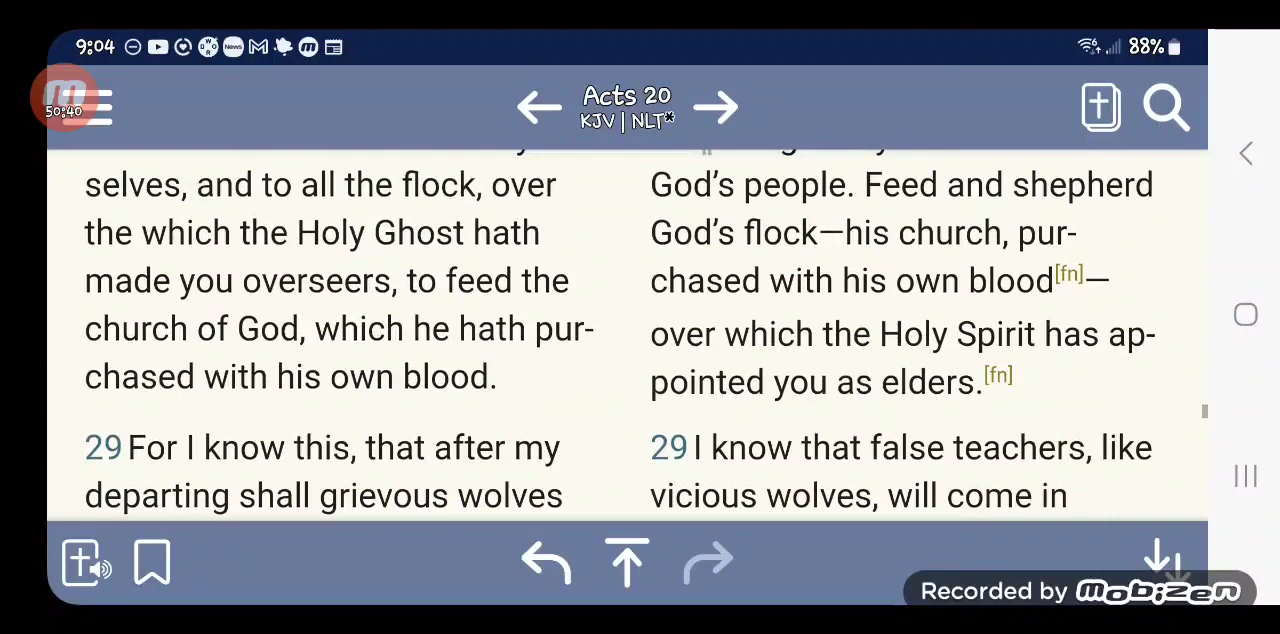 9:04
News
88%
50:40
Acts 20
KJV | NLT*
selves, and to all the flock, over
the which the Holy Ghost hath
made you overseers, to feed the
church of God, which he hath pur-
chased with his own blood.
29 For I know this, that after my
departing shall grievous wolves
God's people. Feed and shepherd
God's flock—his church, pur-
chased with his own blood[fn]—
over which the Holy Spirit has ap-
pointed you as elders.[fn]
29 I know that false teachers, like
vicious wolves, will come in
Recorded by mobizen